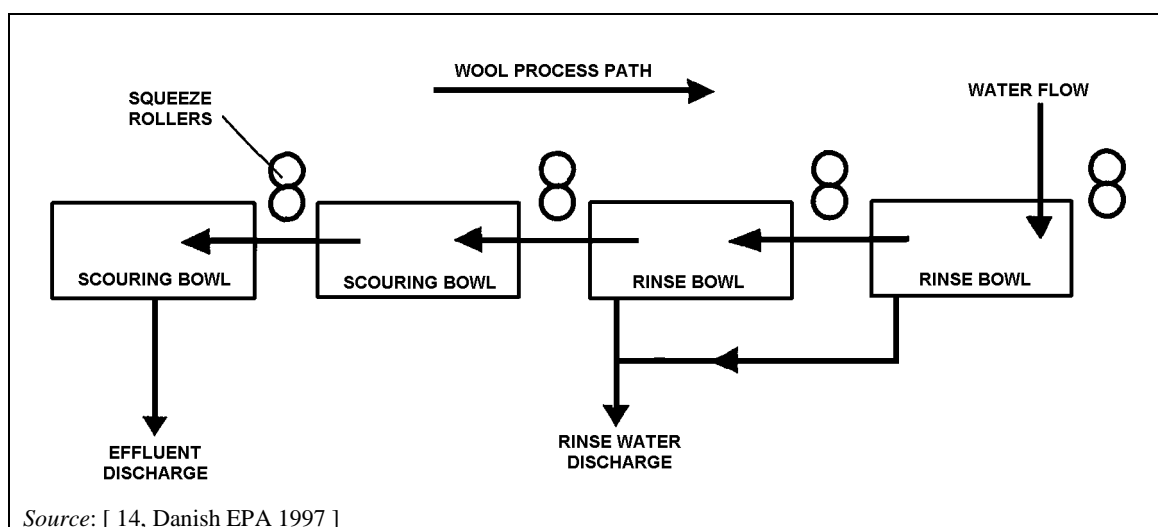 WOOL PROCESS PATH
SQUEEZE
ROLLERS
WATER FLOW
SCOURING BOWL
SCOURING BOWL
RINSE BOWL
RINSE BOWL
EFFLUENT
DISCHARGE
RINSE WATER
DISCHARGE
Source: [ 14, Danish EPA 1997 ]